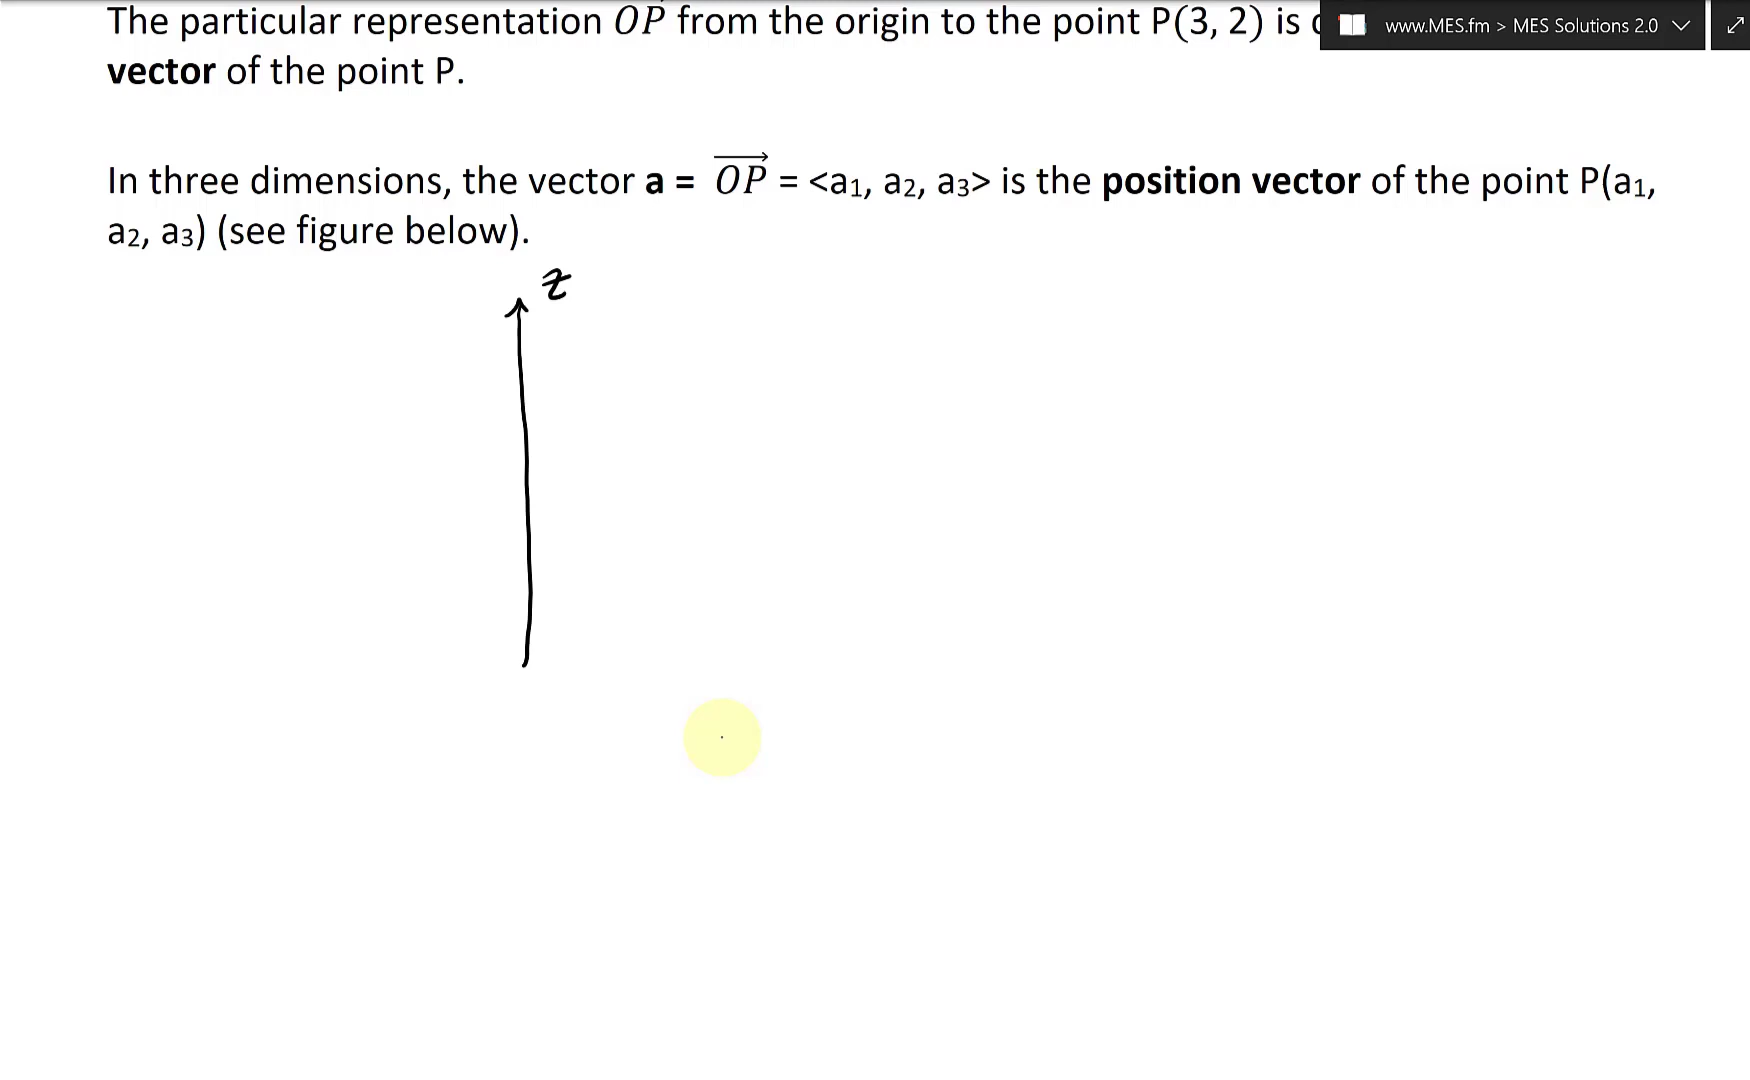 The particular representation OP from the origin to the point P(3, 2) is
www.MES.fm > MES Solutions 2.0
vector of the point P.
In three dimensions, the vector a = OP = <a1, a2, a3> is the position vector of the point P(a1,
a2, a3) (see figure below).
z